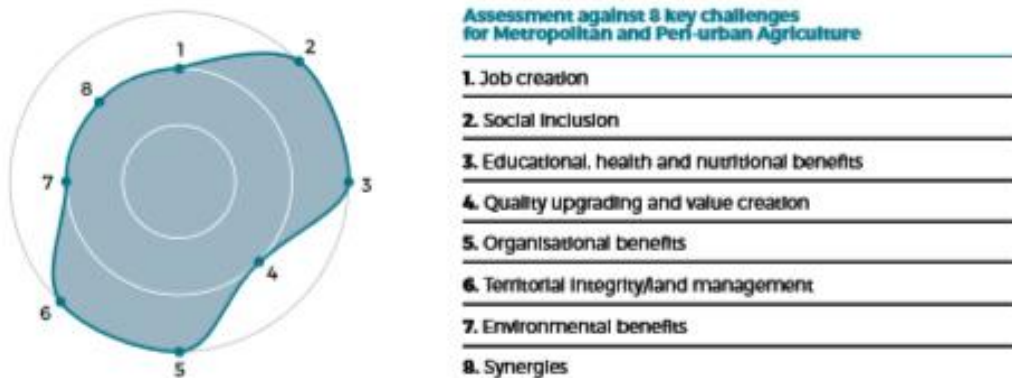 1
2
3
4
5
6
7
8
Assessment against 8 key challenges
for Metropolitan and Peri-urban Agriculture
1. Job creation
2. Social Inclusion
3. Educational, health and nutritional benefits
4. Quality upgrading and value creation
5. Organisational benefits
6. Territorial integrity/land management
7. Environmental benefits
8. Synergies